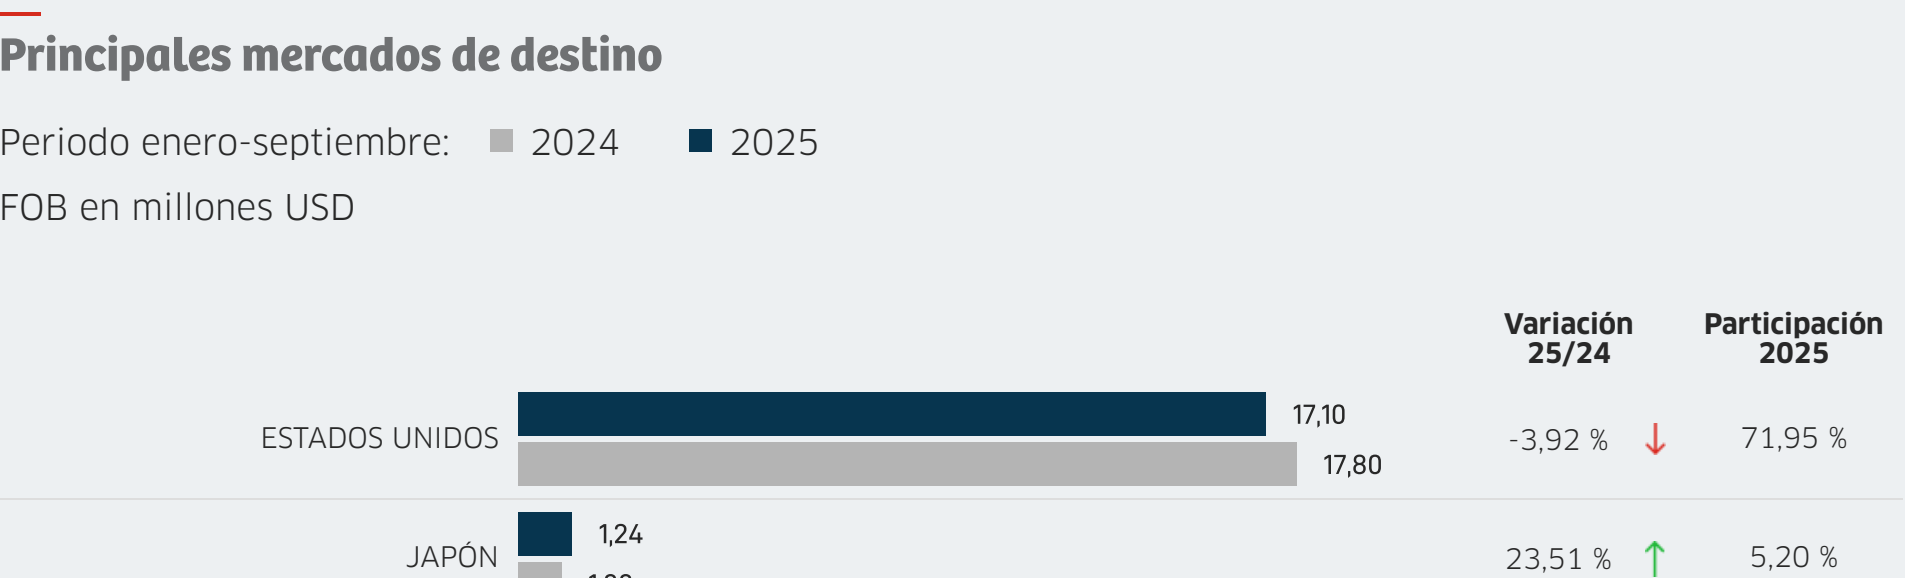 Principales mercados de destino
Periodo enero-septiembre: 2024 2025
FOB en millones USD
Variación 25/24
Participación 2025
ESTADOS UNIDOS 17,10 -3,92 % 71,95 %
17,80
JAPÓN 1,24 23,51 % 5,20 %